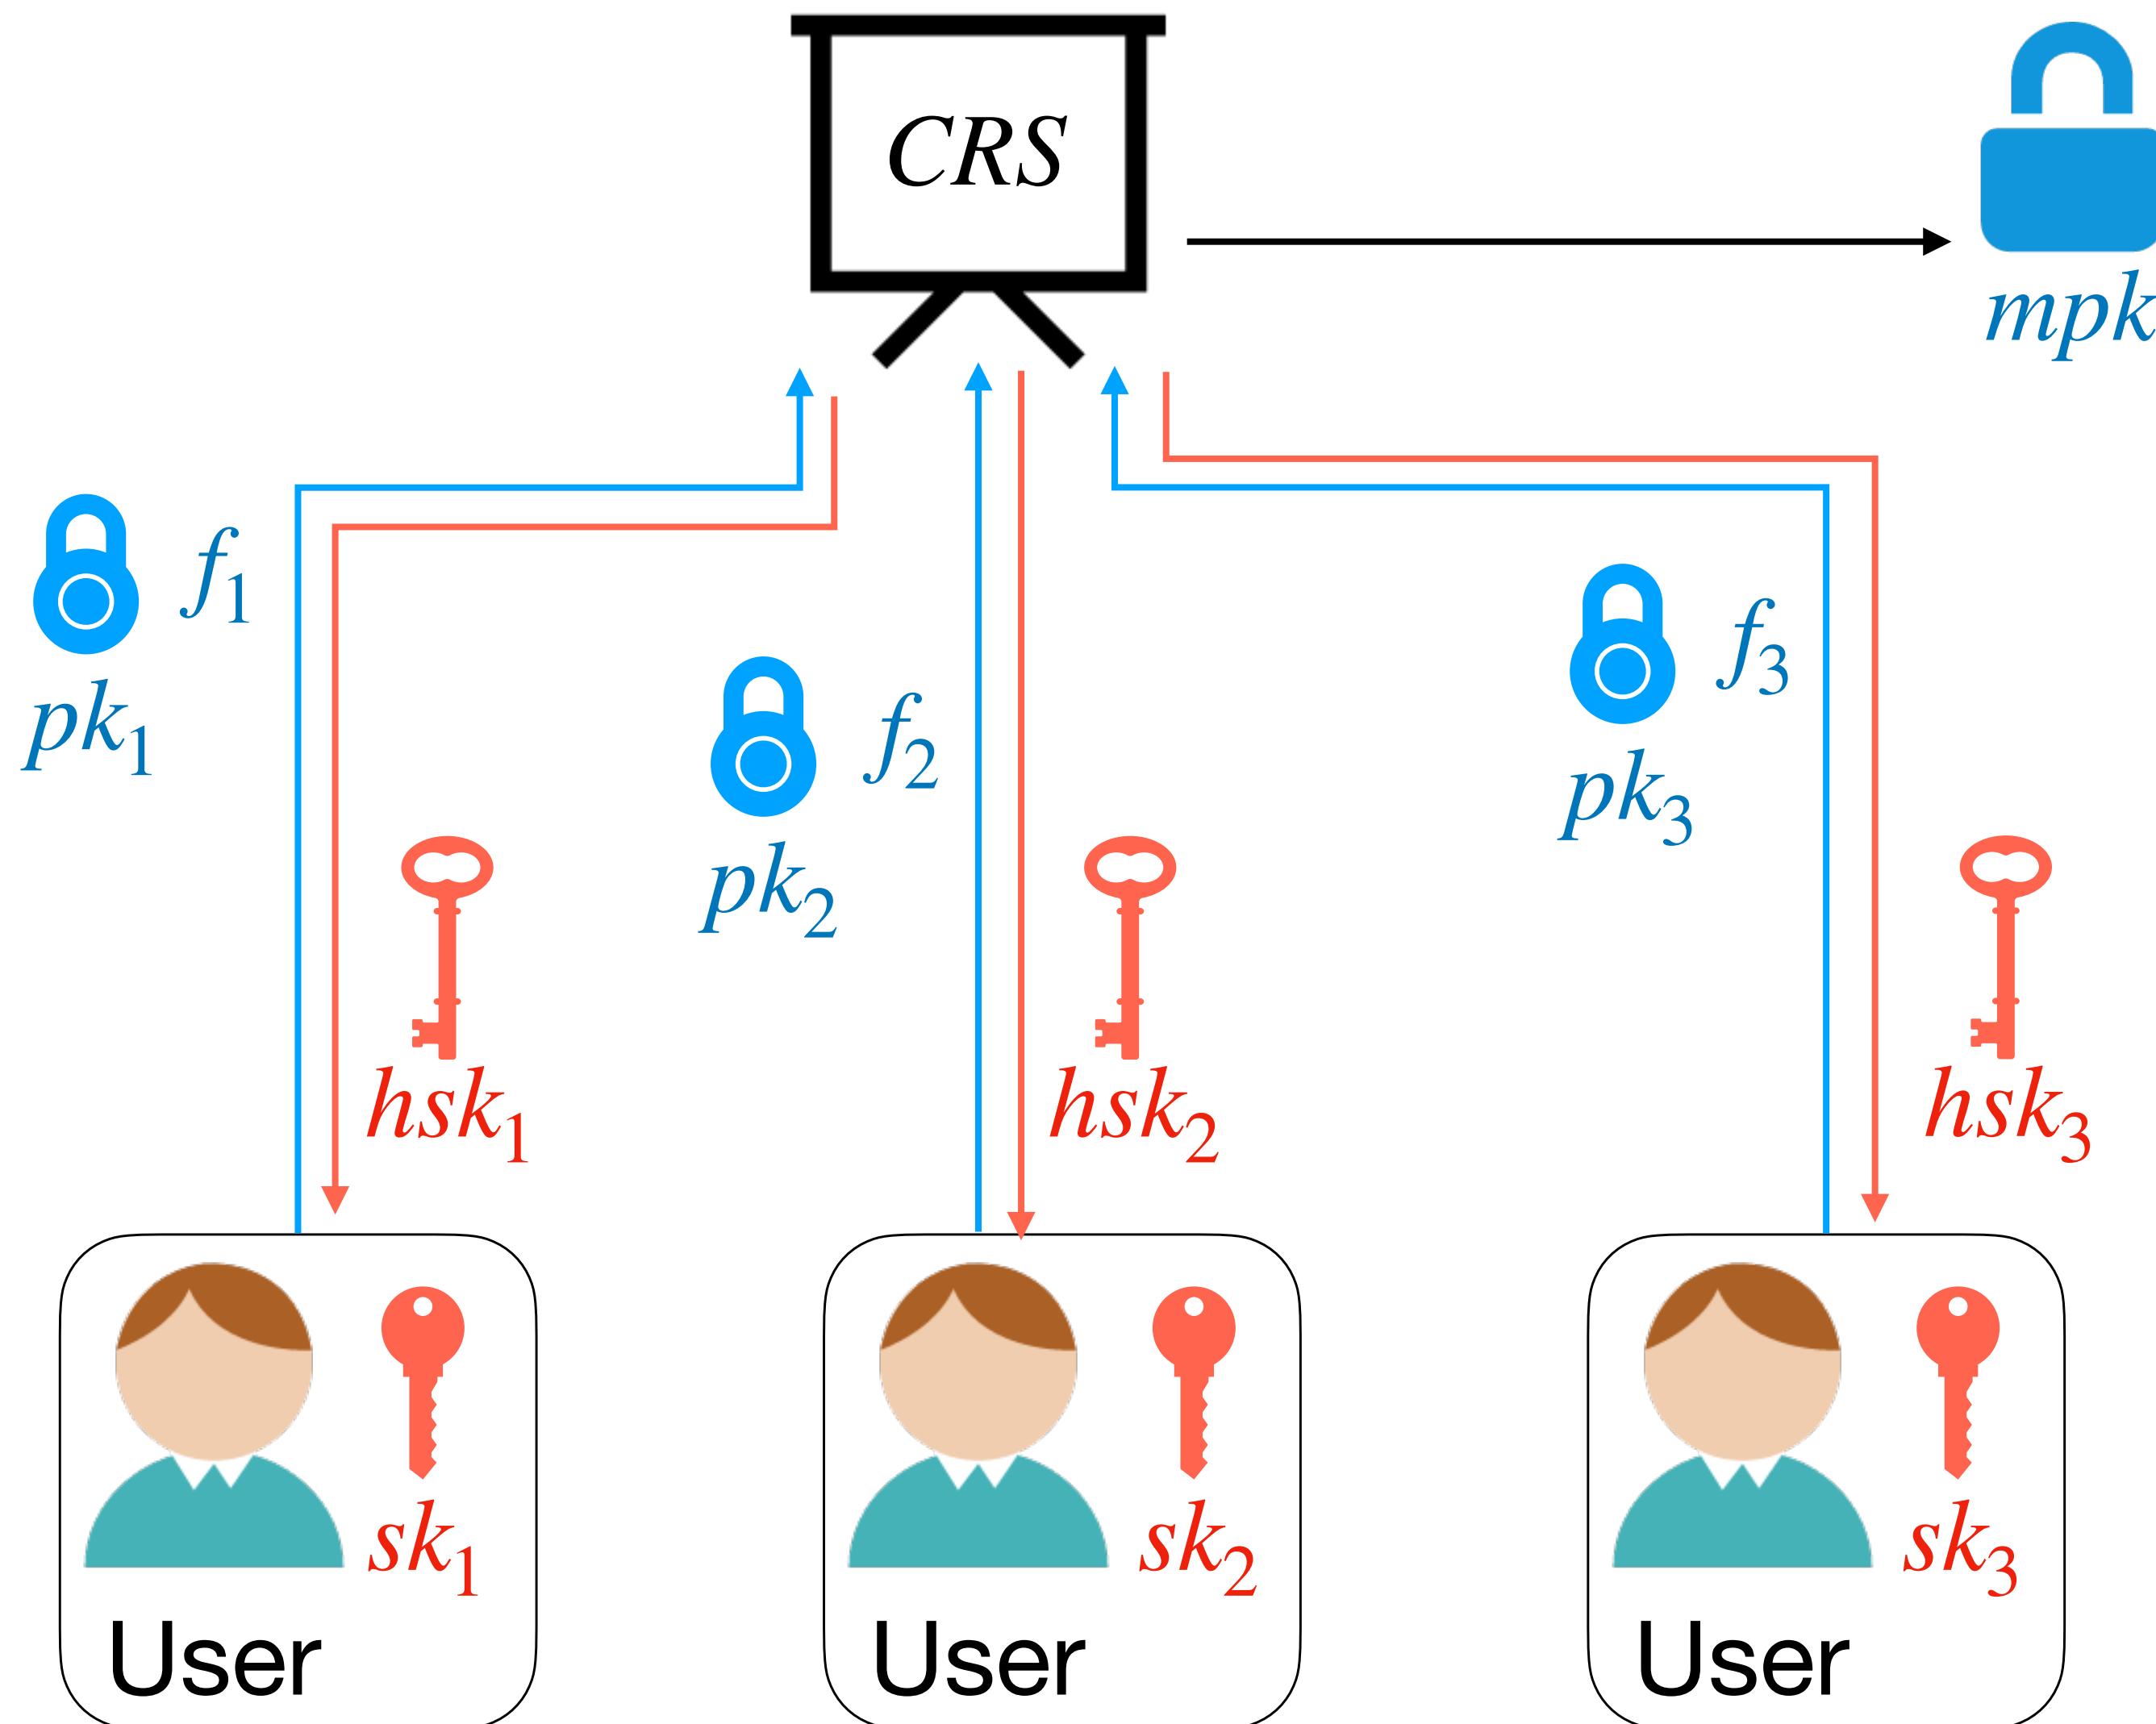 CRS
mpk
f1
pk1
f2
pk2
f3
pk3
hsk1
hsk2
hsk3
sk1
sk2
sk3
User
User
User